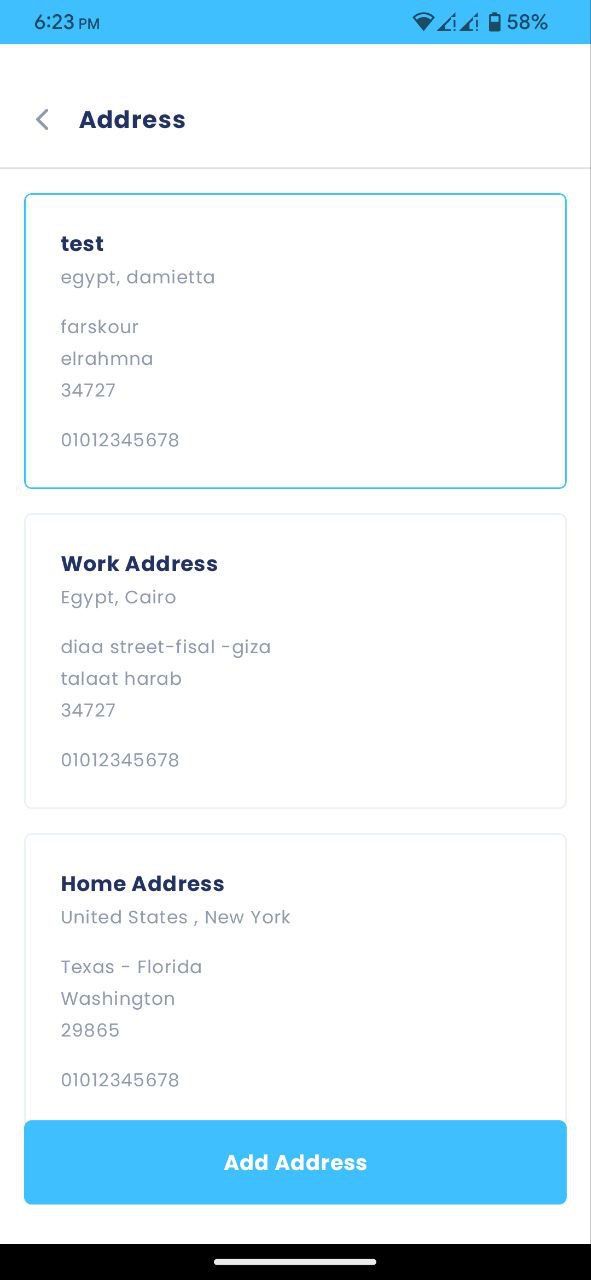 6:23 PM
58%
Address
test
egypt, damietta
farskour
elrahmna
34727
01012345678
Work Address
Egypt, Cairo
diaa street-fisal -giza
talaat harab
34727
01012345678
Home Address
United States , New York
Texas - Florida
Washington
29865
01012345678
Add Address